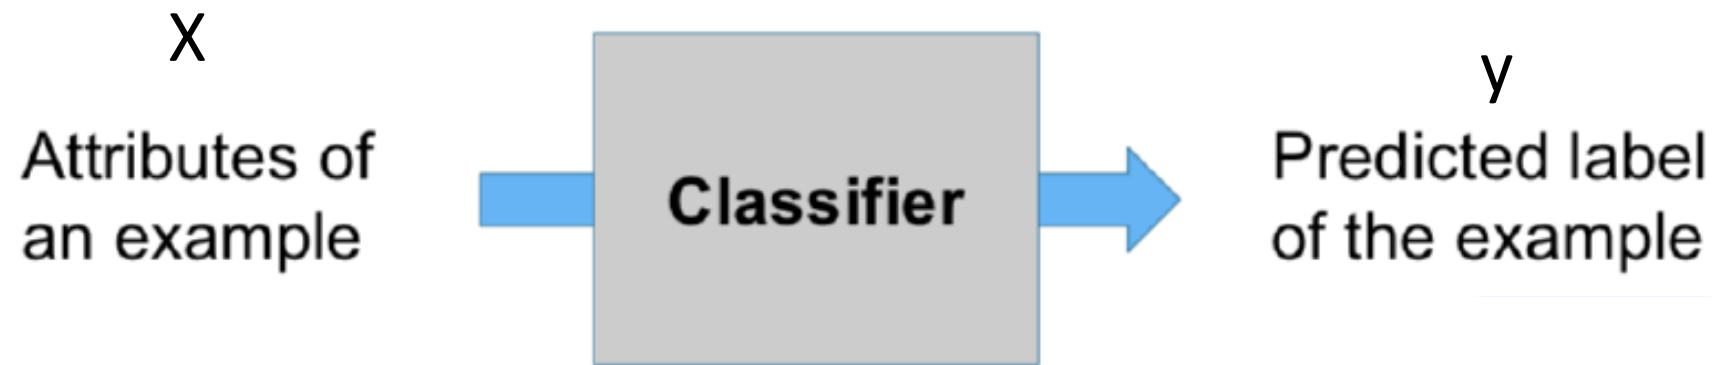 X
Attributes of
an example
Classifier
y
Predicted label
of the example